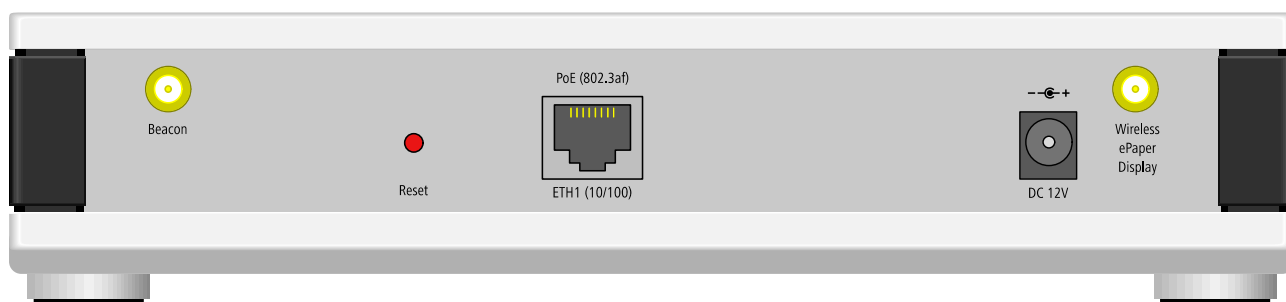 Beacon
Reset
PoE (802.3af)
ETH1 (10/100)
DC 12V
Wireless
ePaper
Display